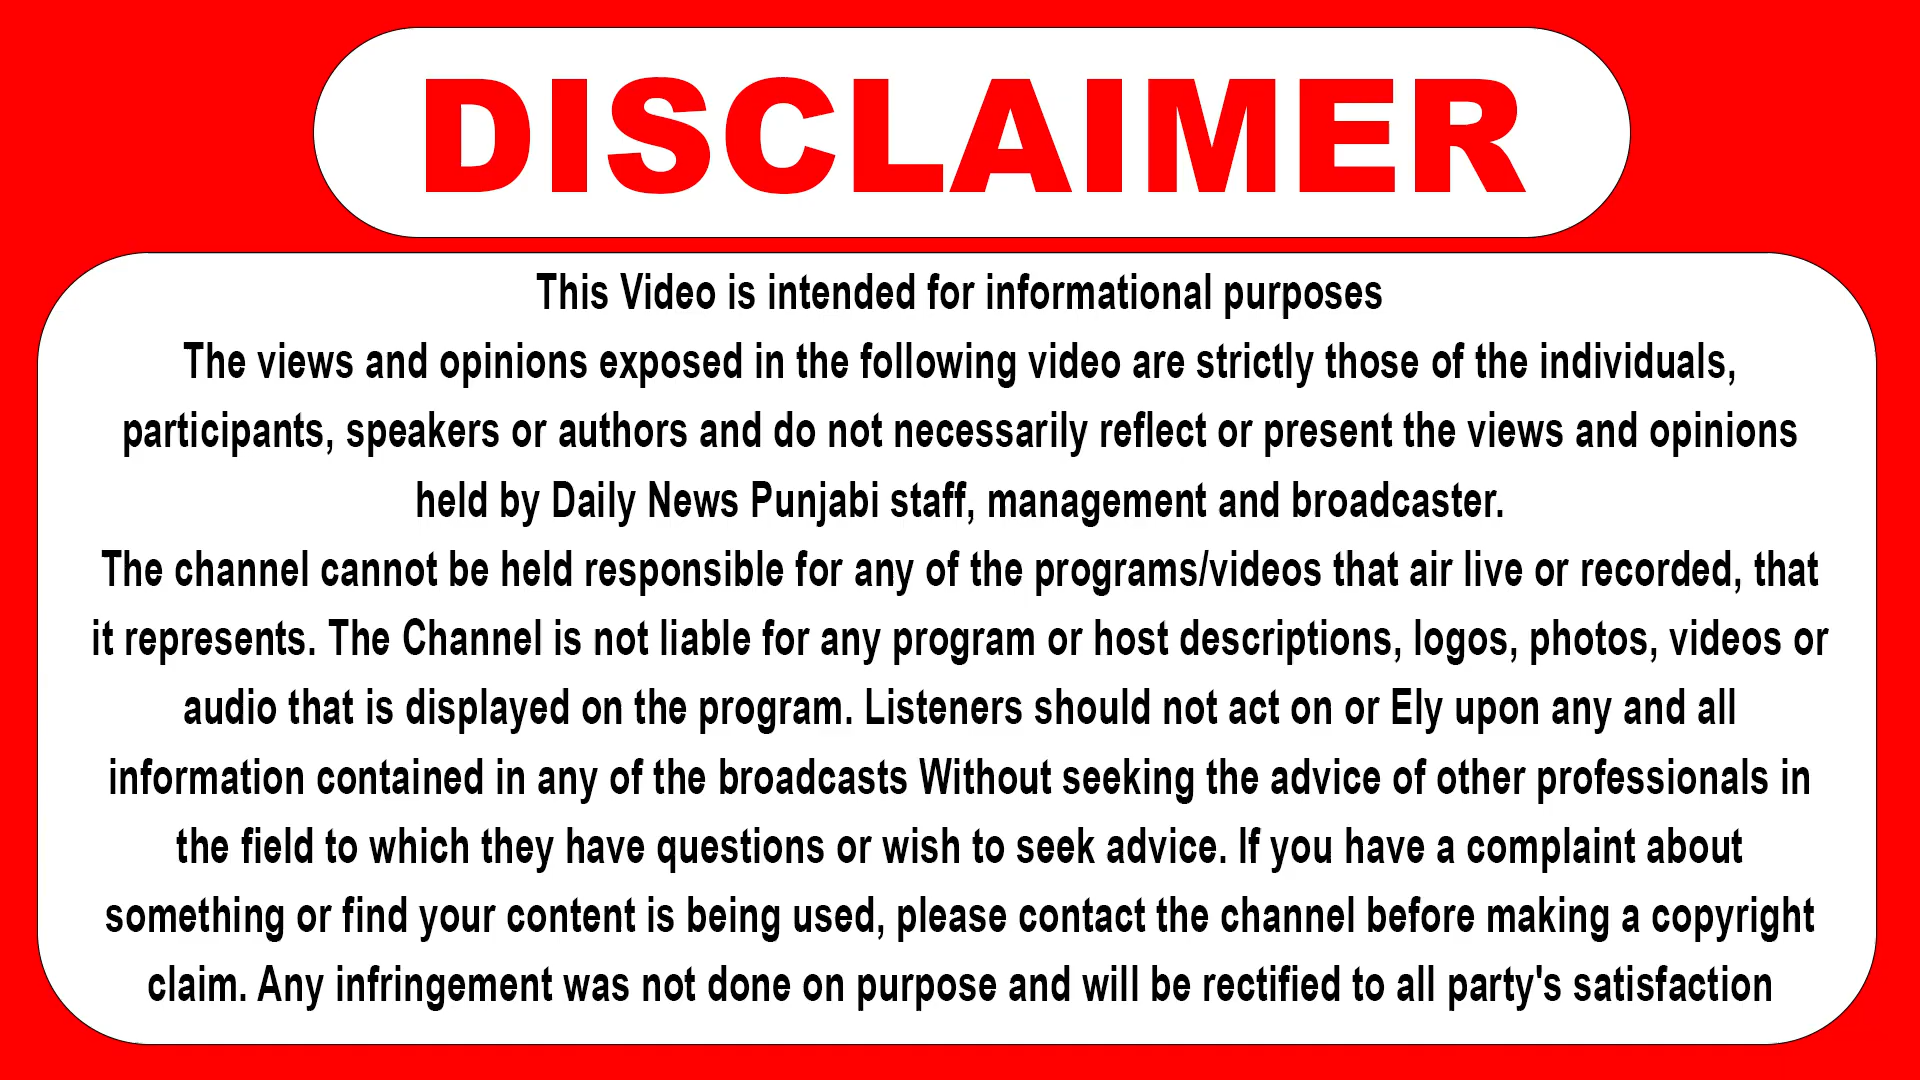 DISCLAIMER
This Video is intended for informational purposes
The views and opinions exposed in the following video are strictly those of the individuals,
participants, speakers or authors and do not necessarily reflect or present the views and opinions
held by Daily News Punjabi staff, management and broadcaster.
The channel cannot be held responsible for any of the programs/videos that air live or recorded, that
it represents. The Channel is not liable for any program or host descriptions, logos, photos, videos or
audio that is displayed on the program. Listeners should not act on or Ely upon any and all
information contained in any of the broadcasts Without seeking the advice of other professionals in
the field to which they have questions or wish to seek advice. If you have a complaint about
something or find your content is being used, please contact the channel before making a copyright
claim. Any infringement was not done on purpose and will be rectified to all party's satisfaction